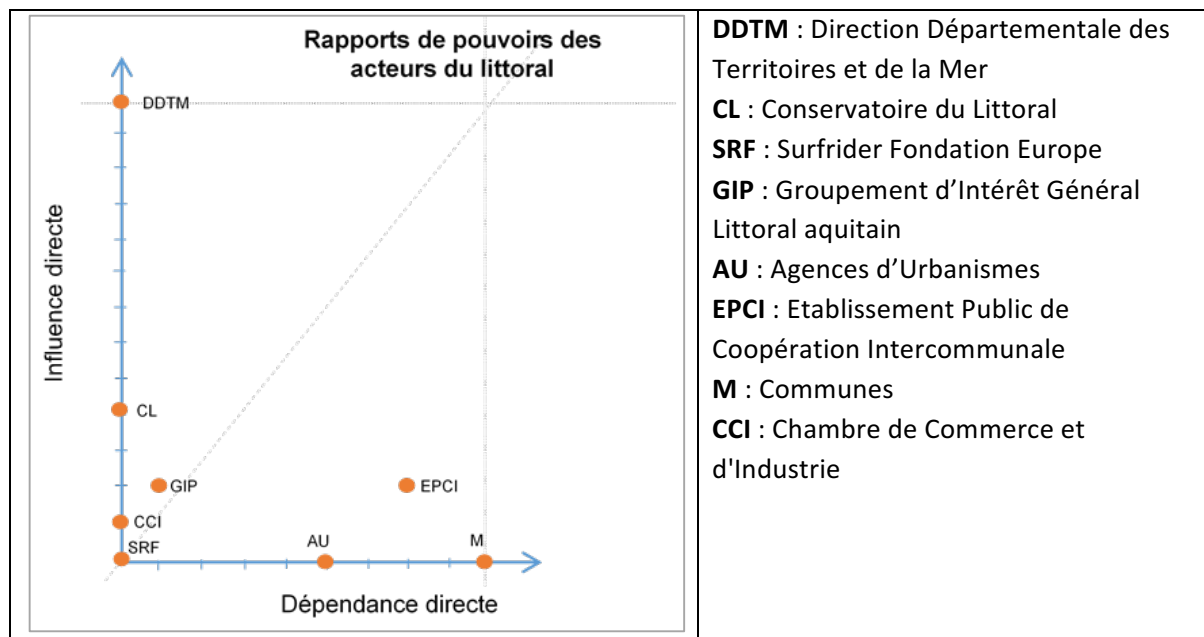 Rapports de pouvoirs des
acteurs du littoral
DDTM
Influence directe
CL
GIP
EPCI
CCI
SRF
AU
M
Dépendance directe
DDTM : Direction Départementale des
Territoires et de la Mer
CL : Conservatoire du Littoral
SRF : Surfrider Fondation Europe
GIP : Groupement d’Intérêt Général
Littoral aquitain
AU : Agences d’Urbanismes
EPCI : Etablissement Public de
Coopération Intercommunale
M : Communes
CCI : Chambre de Commerce et
d'Industrie